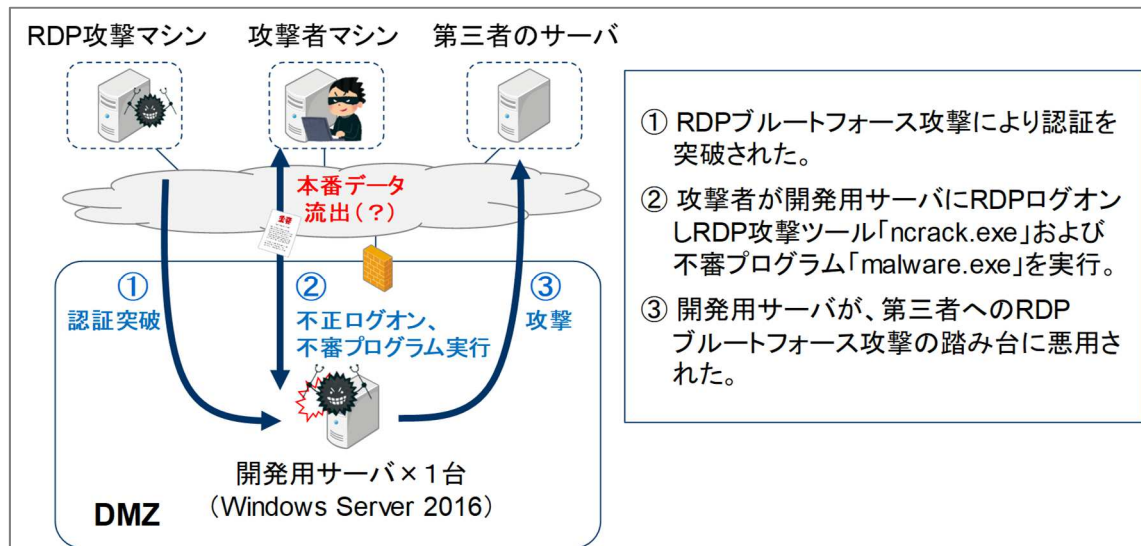 RDP攻撃マシン
攻撃者マシン
第三者のサーバ
本番データ
流出(?)
①
認証突破
②
不正ログオン、
不審プログラム実行
③
攻撃
開発用サーバ×1台
(Windows Server 2016)
DMZ
① RDPブルートフォース攻撃により認証を
突破された。
② 攻撃者が開発用サーバにRDPログオン
しRDP攻撃ツール「ncrack.exe」および
不審プログラム「malware.exe」を実行。
③ 開発用サーバが、第三者へのRDP
ブルートフォース攻撃の踏み台に悪用さ
れた。